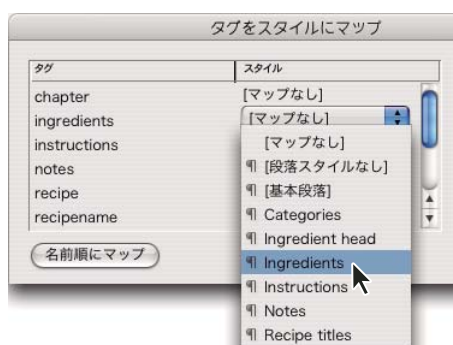 タグをスタイルにマップ
タグ スタイル
chapter [マップなし]
ingredients [マップなし]
instructions [マップなし]
notes ¶ [段落スタイルなし]
recipe ¶ [基本段落]
recipename ¶ Categories
¶ Ingredient head
名前順にマップ ¶ Ingredients
¶ Instructions
¶ Notes
¶ Recipe titles